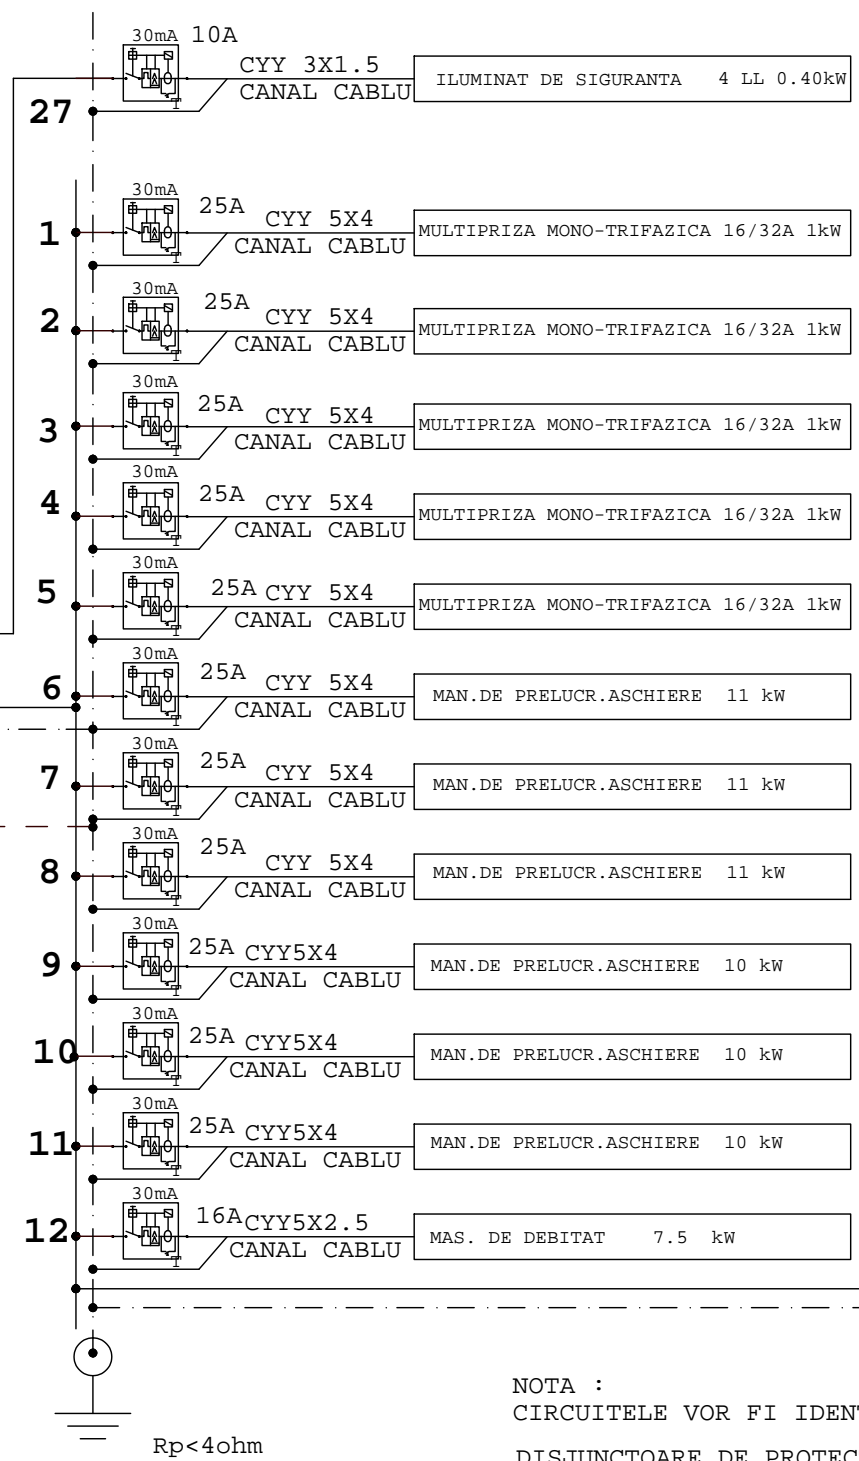 30mA 10A
CYY 3X1.5
CANAL CABLU
ILUMINAT DE SIGURANTA 4 LL 0.40kW
27
30mA
25A
1
CYY 5X4
CANAL CABLU
MULTIPRIZA MONO-TRIFAZICA 16/32A 1kW
30mA
25A
2
CYY 5X4
CANAL CABLU
MULTIPRIZA MONO-TRIFAZICA 16/32A 1kW
30mA
25A
3
CYY 5X4
CANAL CABLU
MULTIPRIZA MONO-TRIFAZICA 16/32A 1kW
30mA
25A
4
CYY 5X4
CANAL CABLU
MULTIPRIZA MONO-TRIFAZICA 16/32A 1kW
30mA
25A CYY 5X4
5
CANAL CABLU
MULTIPRIZA MONO-TRIFAZICA 16/32A 1kW
30mA
25A
6
CYY 5X4
CANAL CABLU
MAN.DE PRELUCR.ASCHIERE 11 kW
30mA
25A
7
CYY 5X4
CANAL CABLU
MAN.DE PRELUCR.ASCHIERE 11 kW
30mA
25A
8
CYY 5X4
CANAL CABLU
MAN.DE PRELUCR.ASCHIERE 11 kW
30mA
25A CYY5X4
9
CANAL CABLU
MAN.DE PRELUCR.ASCHIERE 10 kW
30mA
25A CYY5X4
10
CANAL CABLU
MAN.DE PRELUCR.ASCHIERE 10 kW
30mA
25A CYY5X4
11
CANAL CABLU
MAN.DE PRELUCR.ASCHIERE 10 kW
30mA
16A CYY5X2.5
12
CANAL CABLU
MAS. DE DEBITAT 7.5 kW
NOTA :
CIRCUITELE VOR FI IDENT
Rp<4ohm
DISJUNCTOARE DE PROTEC